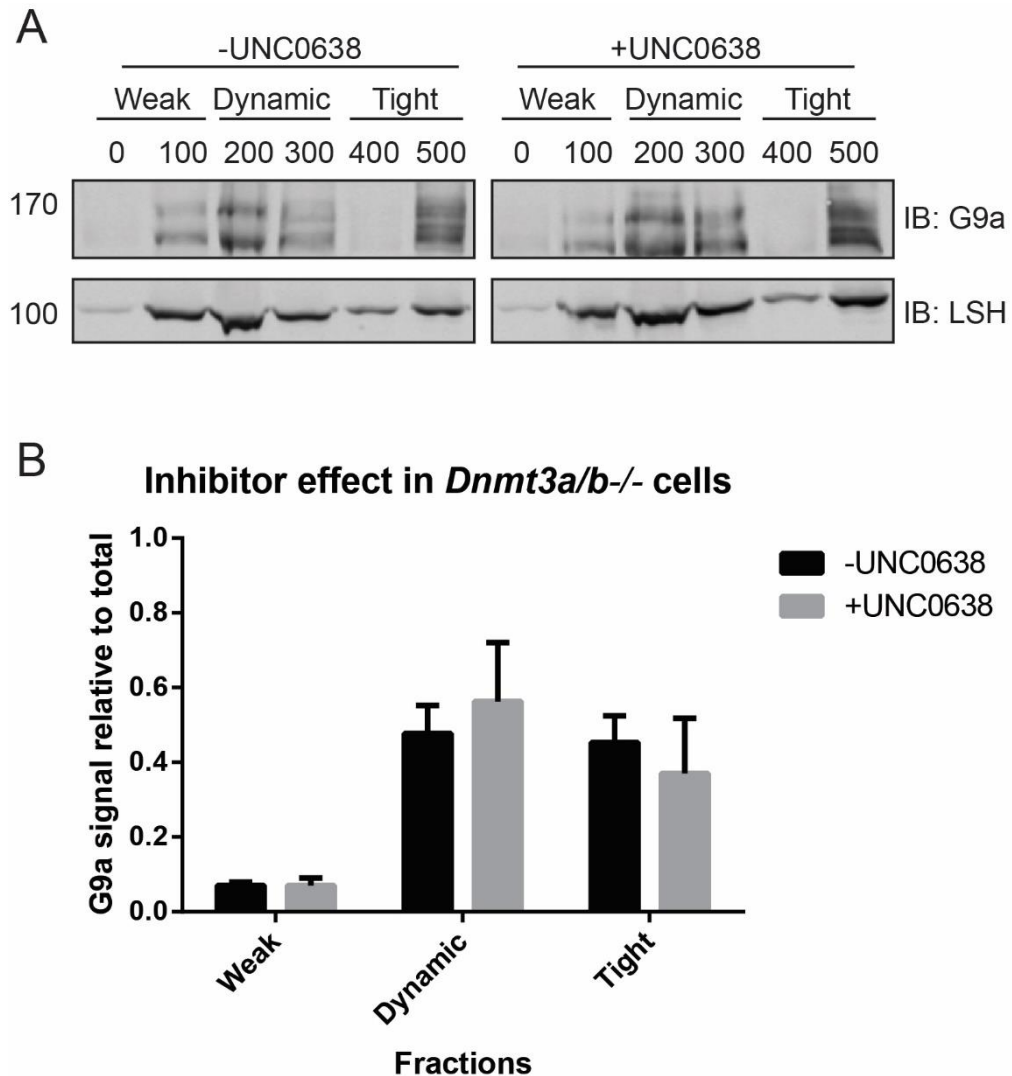 A
-UNC0638 +UNC0638
Weak Dynamic Tight Weak Dynamic Tight
0 100 200 300 400 500 0 100 200 300 400 500
170 IB: G9a
100 IB: LSH
B
Inhibitor effect in Dnmt3a/b-/- cells
-UNC0638
+UNC0638
G9a signal relative to total
1.0
0.8
0.6
0.4
0.2
0.0
Weak Dynamic Tight
Fractions